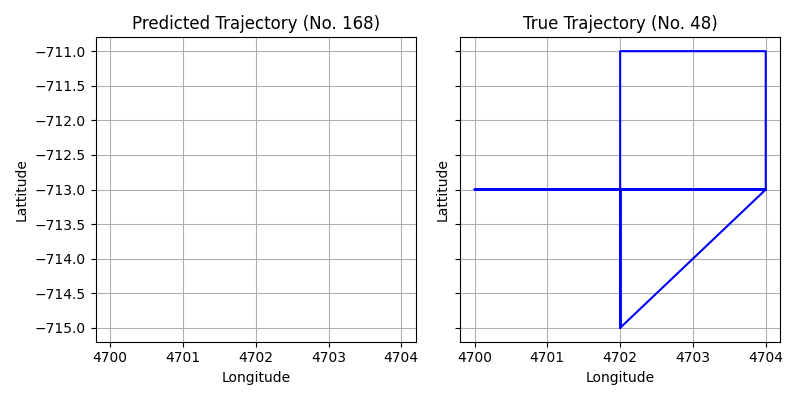 Predicted Trajectory (No. 168)
True Trajectory (No. 48)
−711.0
−711.5
−712.0
−712.5
−713.0
−713.5
−714.0
−714.5
−715.0
Lattitude
Lattitude
4700 4701 4702 4703 4704
4700 4701 4702 4703 4704
Longitude
Longitude